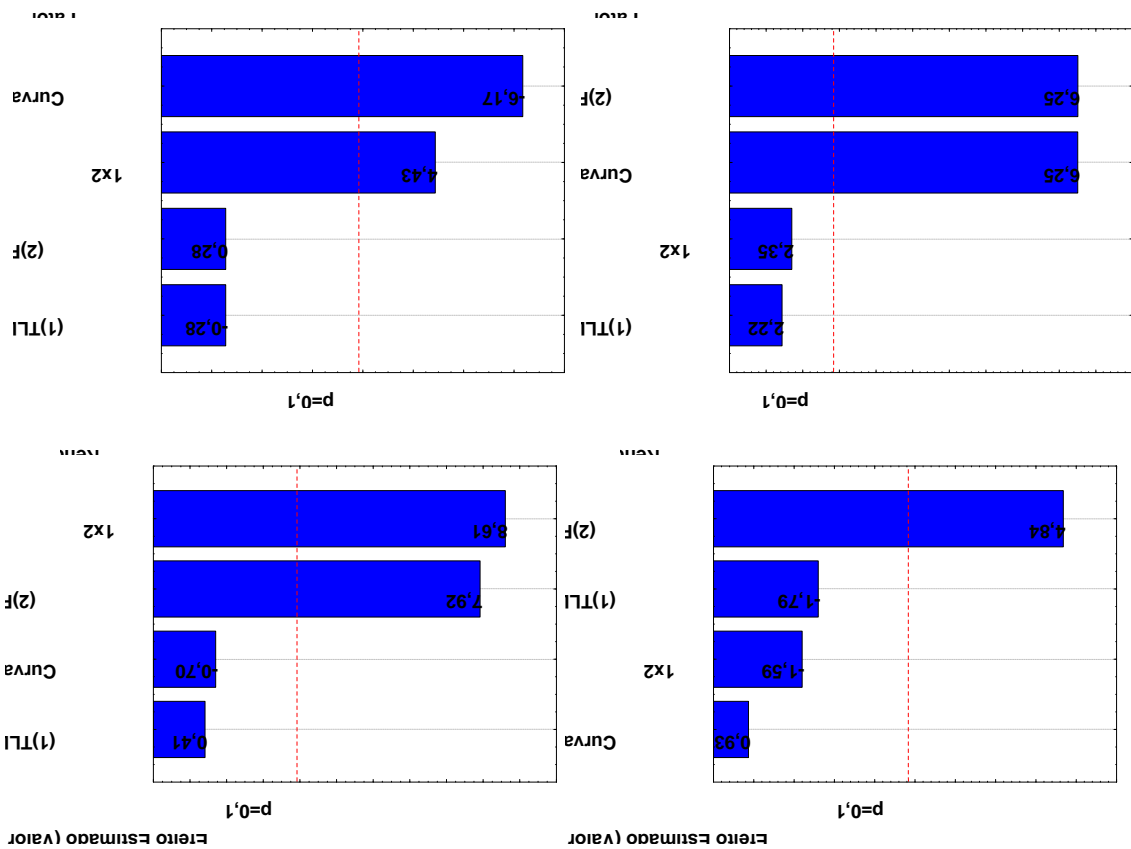 Efeito Estimado (Valor
p=0,1
Curva
0,93
1x2
-1,59
(1)TLI
-1,79
(2)F
4,84
Efeito Estimado (Valor
p=0,1
(1)TLI
0,41
Curva
-0,70
(2)F
7,92
1x2
8,61
p=0,1
(1)TLI
2,22
1x2
2,35
Curva
6,25
(2)F
6,25
Fator
p=0,1
(1)TLI
-0,28
(2)F
0,28
1x2
4,43
Curva
-6,17
Fator